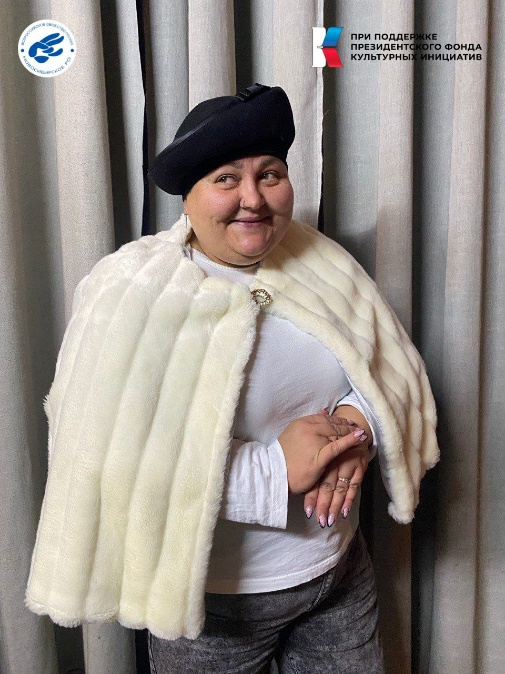 ПРИ ПОДДЕРЖКЕ
ПРЕЗИДЕНТСКОГО ФОНДА
КУЛЬТУРНЫХ ИНИЦИАТИВ